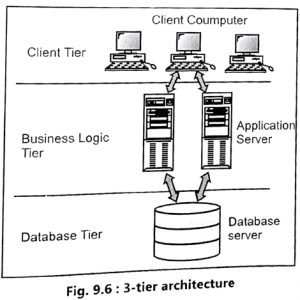 Client Coumputer
Client Tier
Business Logic
Tier
Application
Server
Database Tier
Database
server
Fig. 9.6 : 3-tier architecture